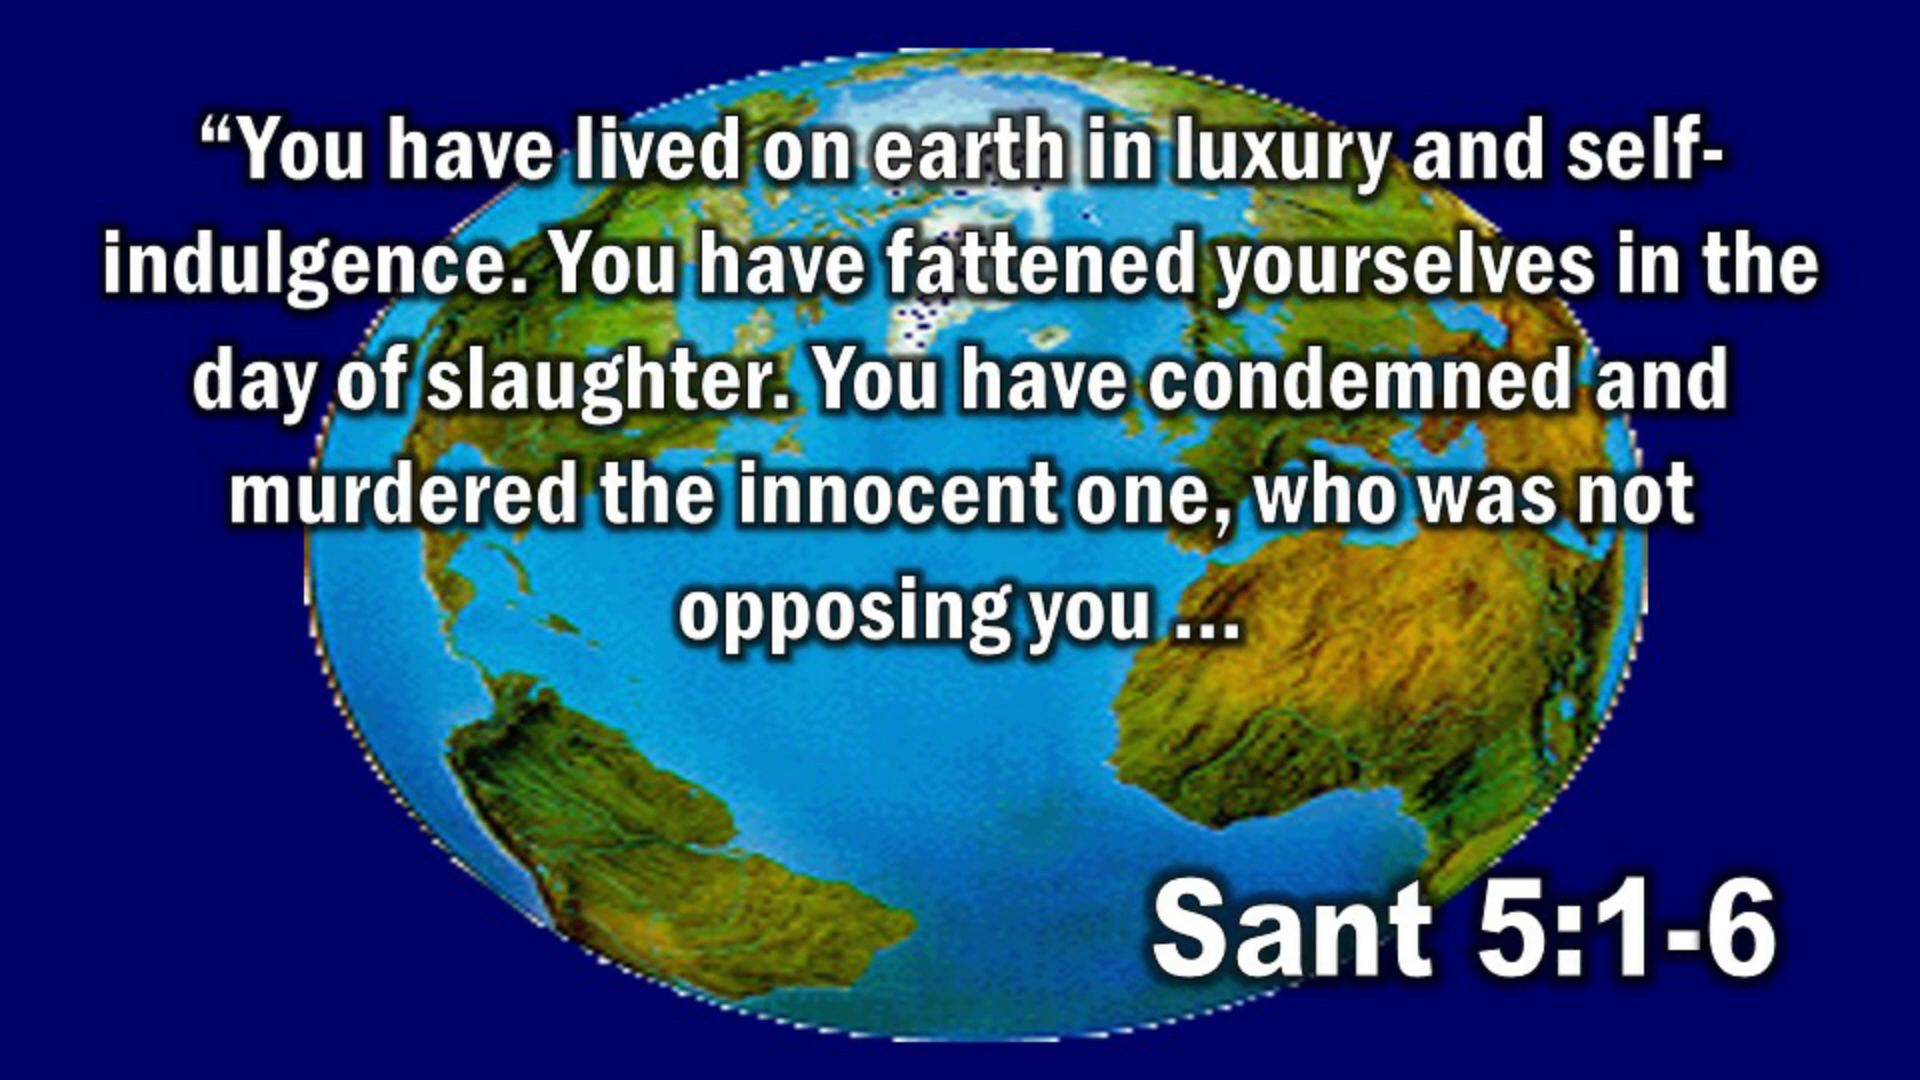 “You have lived on earth in luxury and self-
indulgence. You have fattened yourselves in the
day of slaughter. You have condemned and
murdered the innocent one, who was not
opposing you ...
Sant 5:1-6